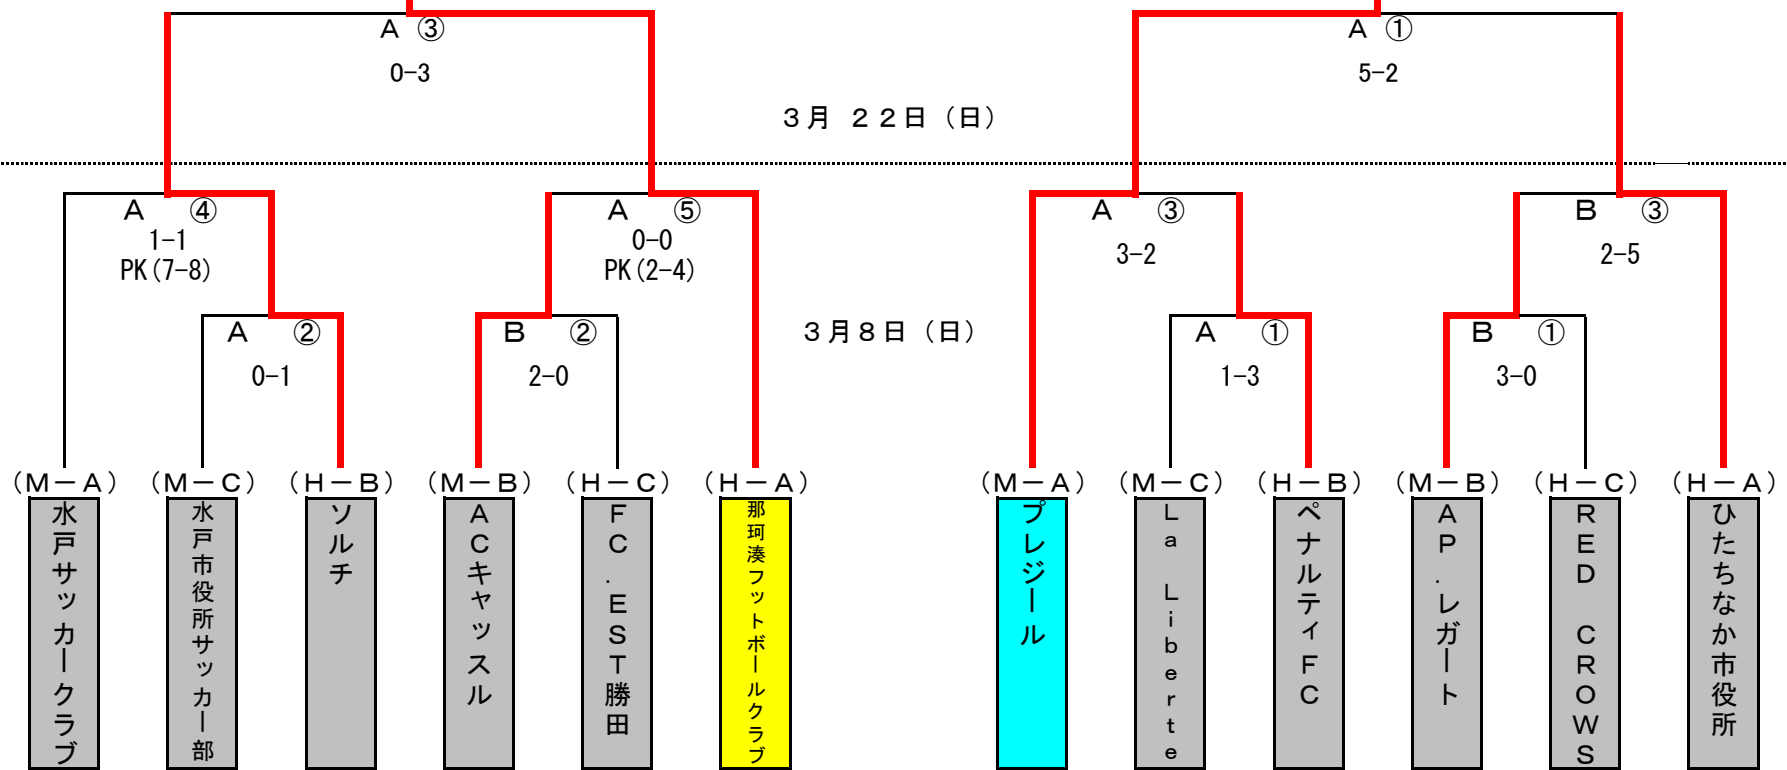 A ③
A ①
0-3
5-2
3月 22日(日)
A ④
A ⑤
A ③
B ③
1-1
PK(7-8)
0-0
PK(2-4)
3-2
2-5
A ②
B ②
3月8日(日)
A ①
B ①
0-1
2-0
1-3
3-0
(M-A)
(M-C)
(H-B)
(M-B)
(H-C)
(H-A)
(M-A)
(M-C)
(H-B)
(M-B)
(H-C)
(H-A)
水戸サッカークラブ
水戸市役所サッカー部
ソルチ
ACキャッスル
FC.EST勝田
那珂湊フットボールクラブ
プレジール
La Liberte
ペナルティFC
AP.レガート
RED CROWS
ひたちなか市役所